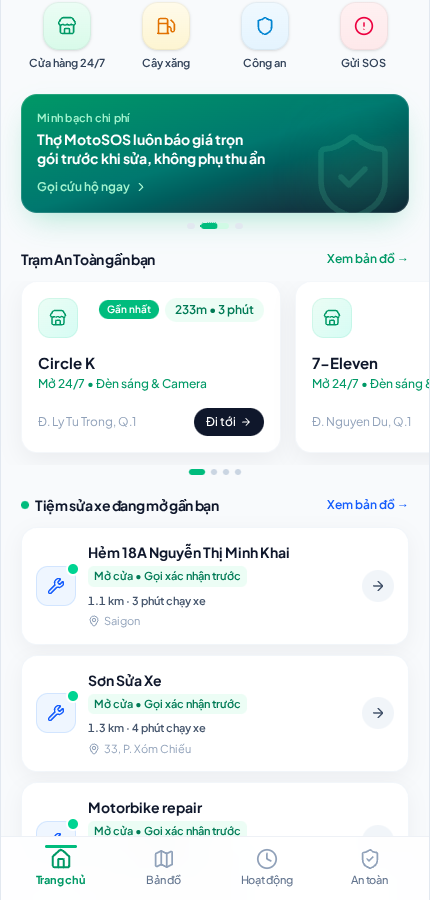 Cửa hàng 24/7
Cây xăng
Công an
Gửi SOS
Minh bạch chi phí
Thợ MotoSOS luôn báo giá trọn
gói trước khi sửa, không phụ thu ẩn
Gọi cứu hộ ngay
Trạm An Toàn gần bạn
Xem bản đồ →
Gần nhất
233m • 3 phút
Circle K
Mở 24/7 • Đèn sáng & Camera
Đ. Ly Tu Trong, Q.1
Đi tới →
7-Eleven
Mở 24/7 • Đèn sáng &
Đ. Nguyen Du, Q.1
Tiệm sửa xe đang mở gần bạn
Xem bản đồ →
Hẻm 18A Nguyễn Thị Minh Khai
Mở cửa • Gọi xác nhận trước
1.1 km · 3 phút chạy xe
Saigon
Sơn Sửa Xe
Mở cửa • Gọi xác nhận trước
1.3 km · 4 phút chạy xe
33, P. Xóm Chiếu
Motorbike repair
Mở cửa • Gọi xác nhận trước
Trang chủ
Bản đồ
Hoạt động
An toàn